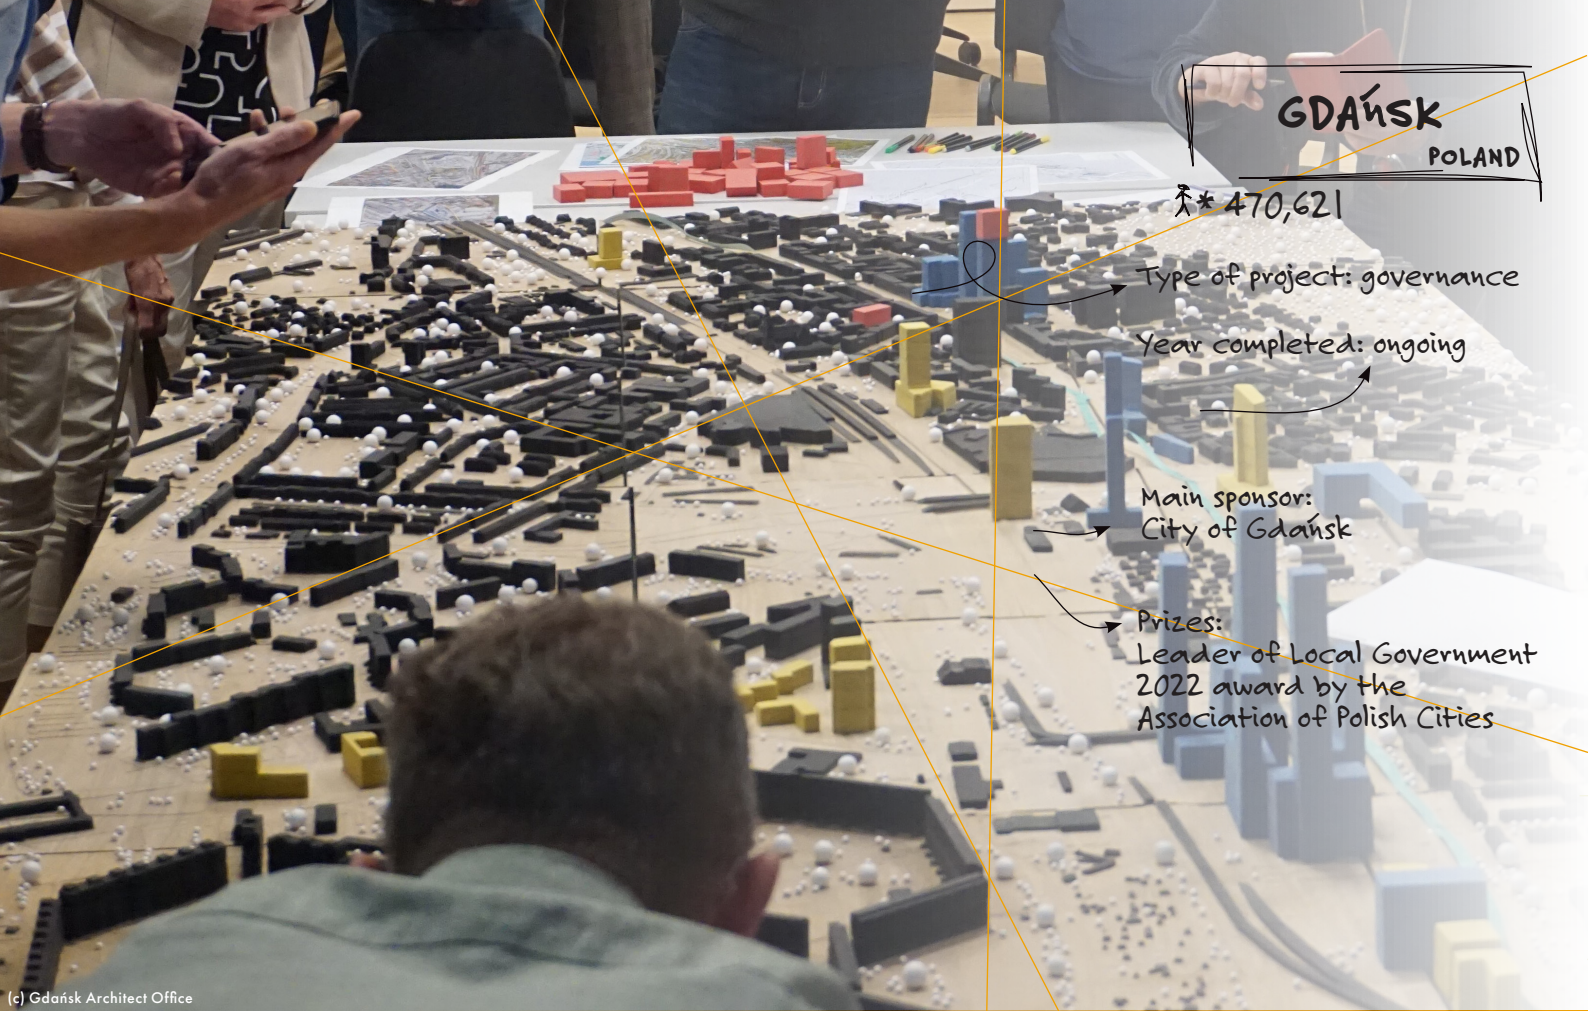 GDAńSK
POLAND
* 470,621
Type of project: governance
Year completed: ongoing
Main sponsor:
City of Gdańsk
Prizes:
Leader of Local Government
2022 award by the
Association of Polish Cities
(c) Gdańsk Architect Office